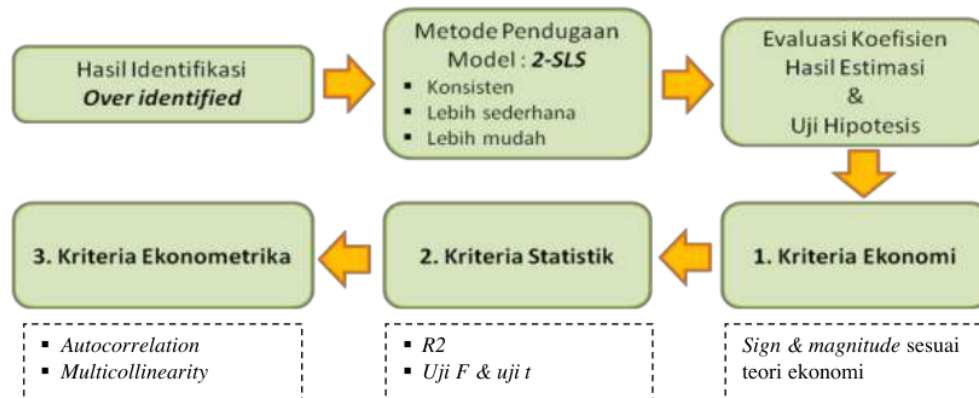 Hasil Identifikasi
Over identified
Metode Pendugaan
Model : 2-SLS
▪ Konsisten
▪ Lebih sederhana
▪ Lebih mudah
Evaluasi Koefisien
Hasil Estimasi
&
Uji Hipotesis
1. Kriteria Ekonomi
Sign & magnitude sesuai
teori ekonomi
2. Kriteria Statistik
▪ R2
▪ Uji F & uji t
3. Kriteria Ekonometrika
▪ Autocorrelation
▪ Multicollinearity